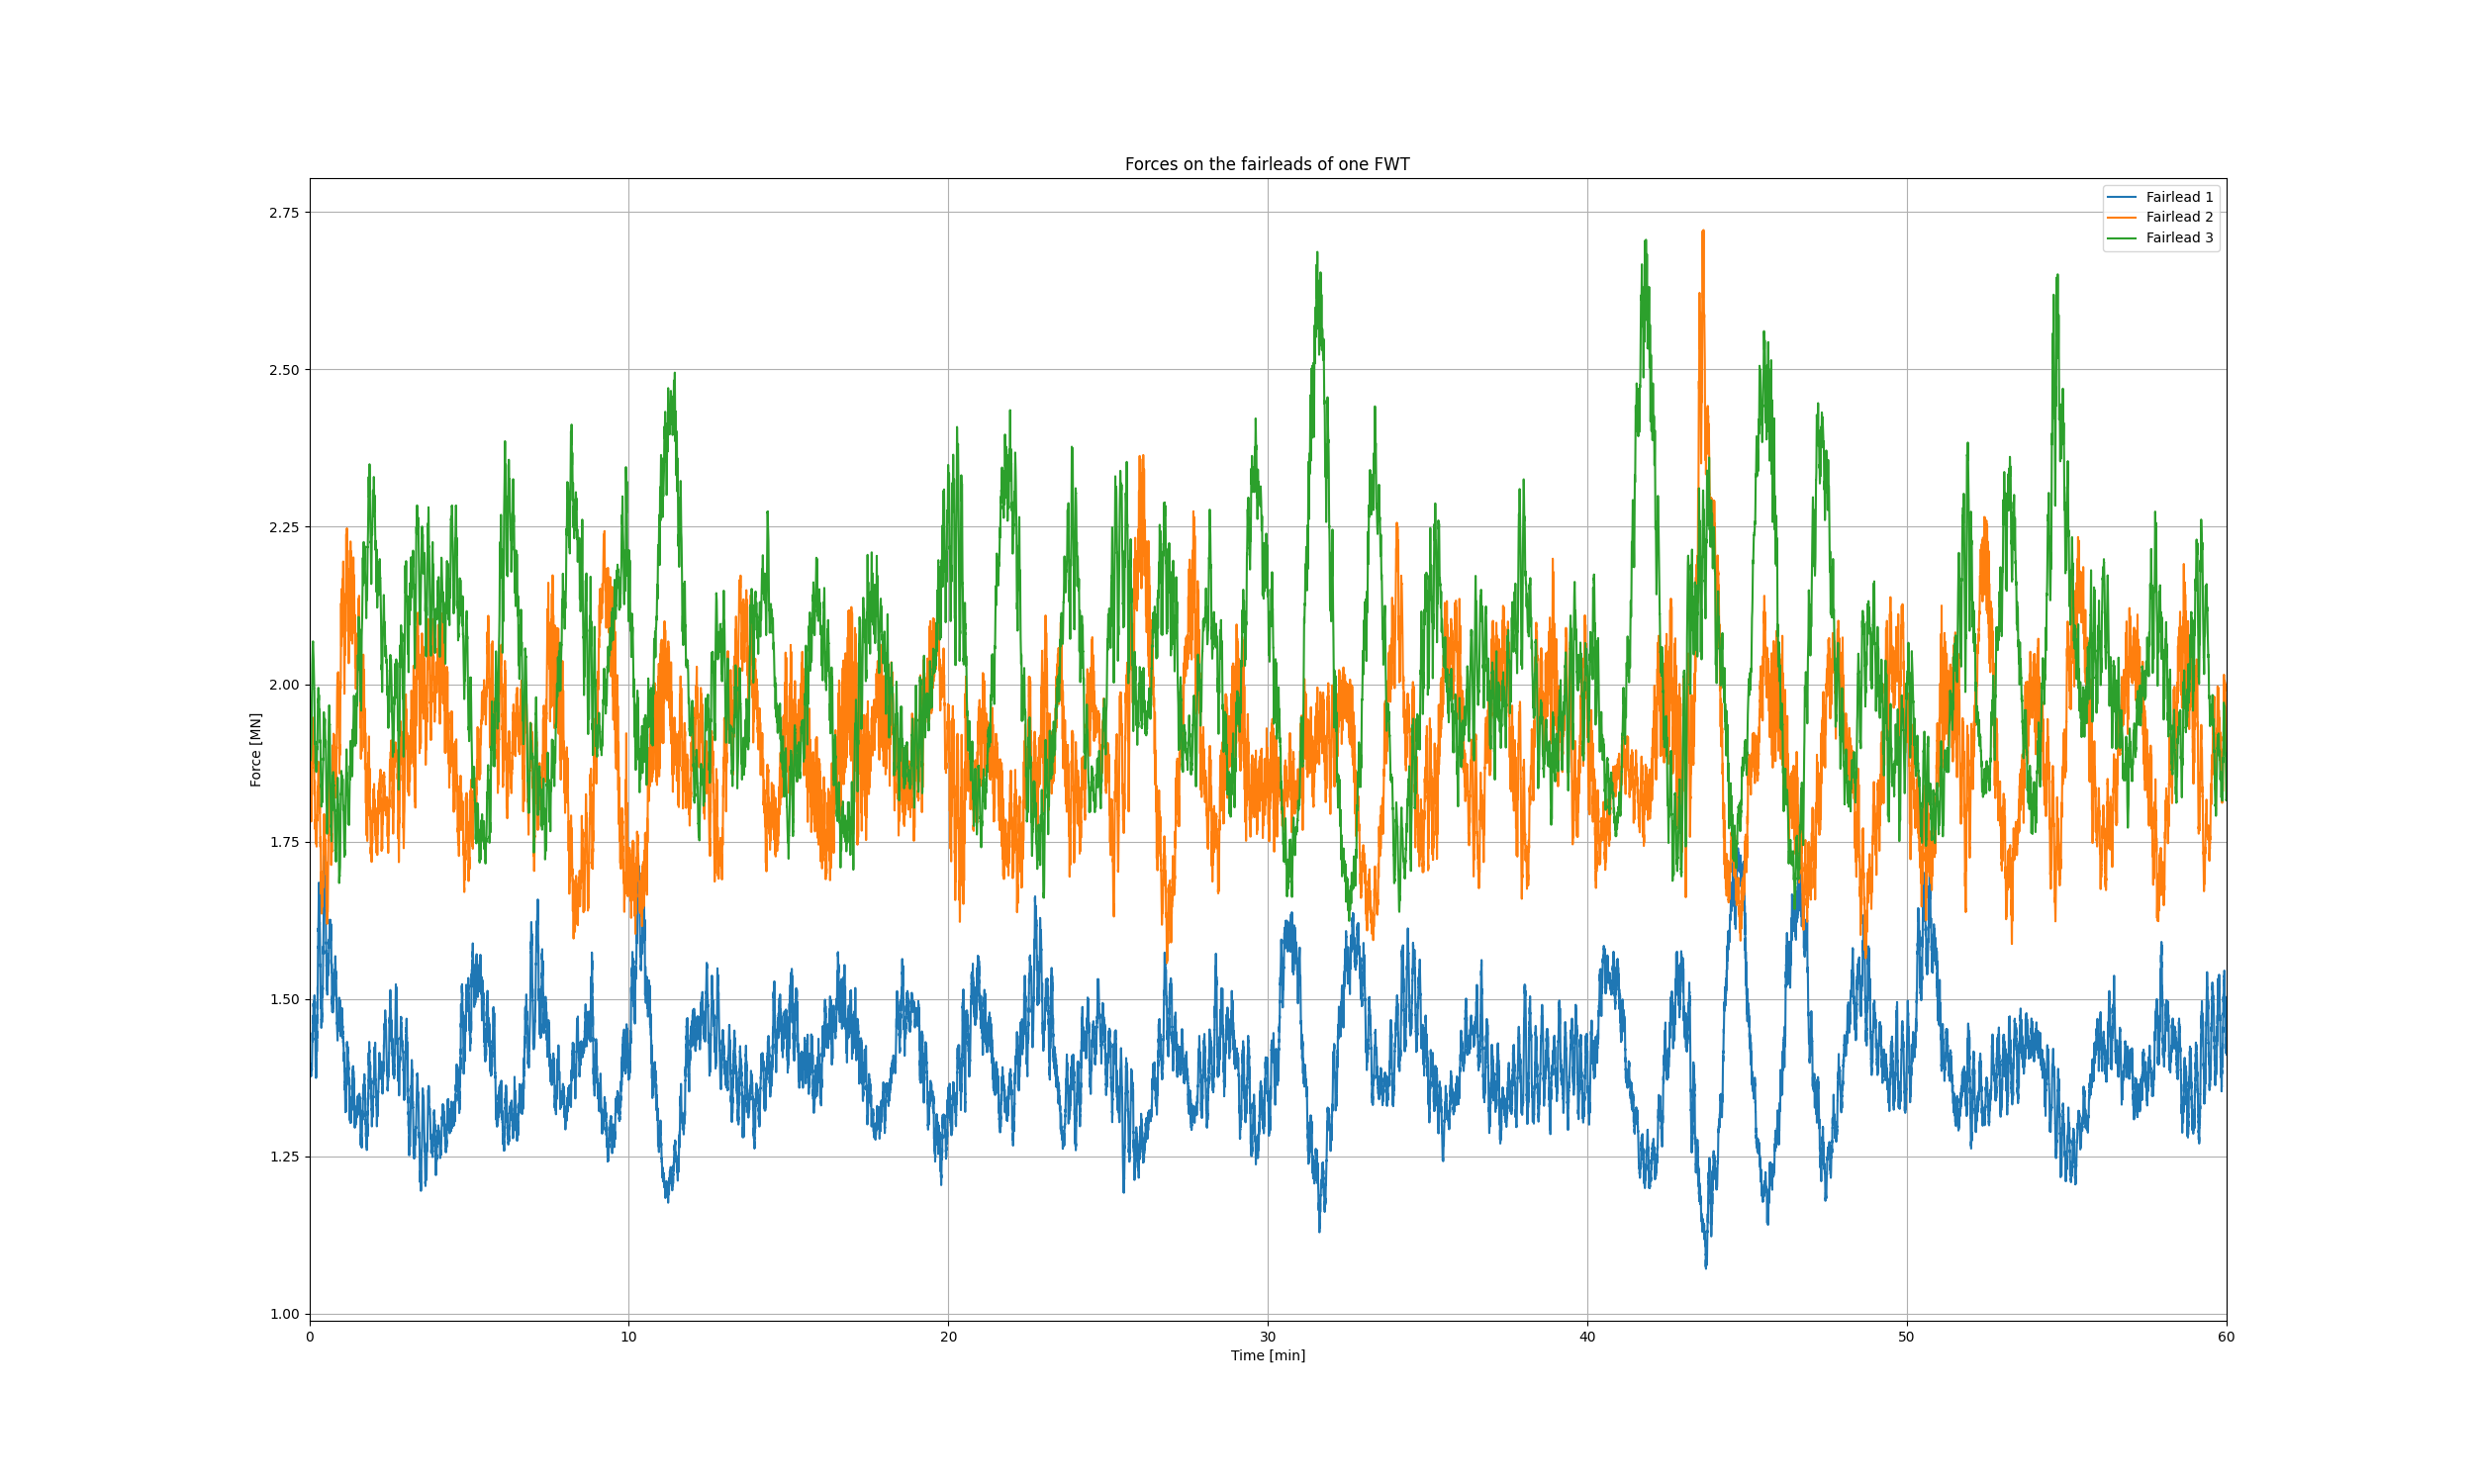 Forces on the fairleads of one FWT
Fairlead 1
Fairlead 2
Fairlead 3
Force [MN]
2.75
2.50
2.25
2.00
1.75
1.50
1.25
1.00
0 10 20 30 40 50 60
Time [min]